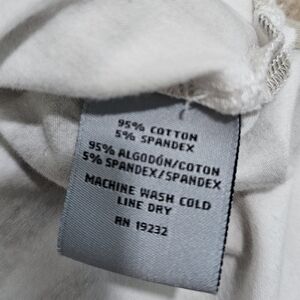 95% COTTON
5% SPANDEX
95% ALGODÓN/COTON
5% SPANDEX/SPANDEX
MACHINE WASH COLD
LINE DRY
RN 19232